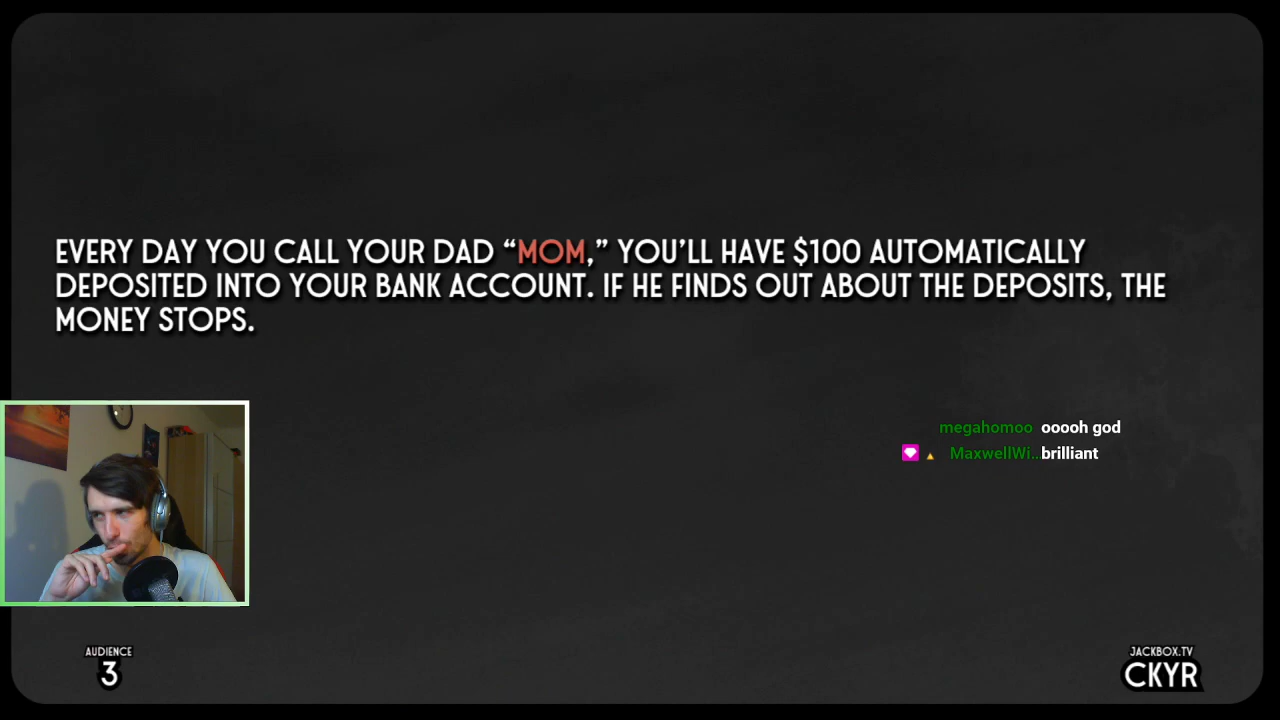 EVERY DAY YOU CALL YOUR DAD “MOM,” YOU’LL HAVE $100 AUTOMATICALLY
DEPOSITED INTO YOUR BANK ACCOUNT. IF HE FINDS OUT ABOUT THE DEPOSITS, THE
MONEY STOPS.
megahomoo ooooh god
MaxwellWi... brilliant
AUDIENCE
3
JACKBOX.TV
CKYR